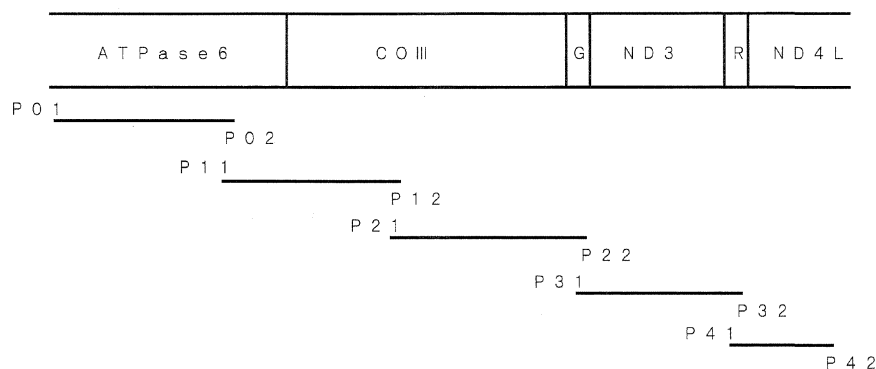 ATPase6 COIII G ND3 R ND4L
P01
P02
P11
P12
P21
P22
P31
P32
P41
P42